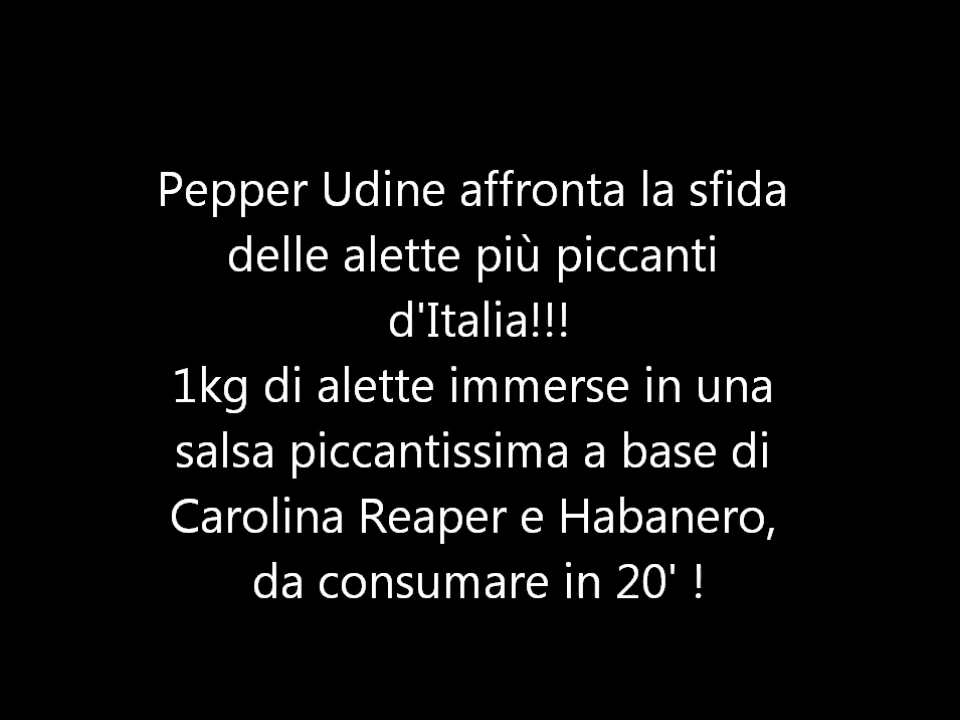 Pepper Udine affronta la sfida
delle alette più piccanti
d'Italia!!!
1kg di alette immerse in una
salsa piccantissima a base di
Carolina Reaper e Habanero,
da consumare in 20' !